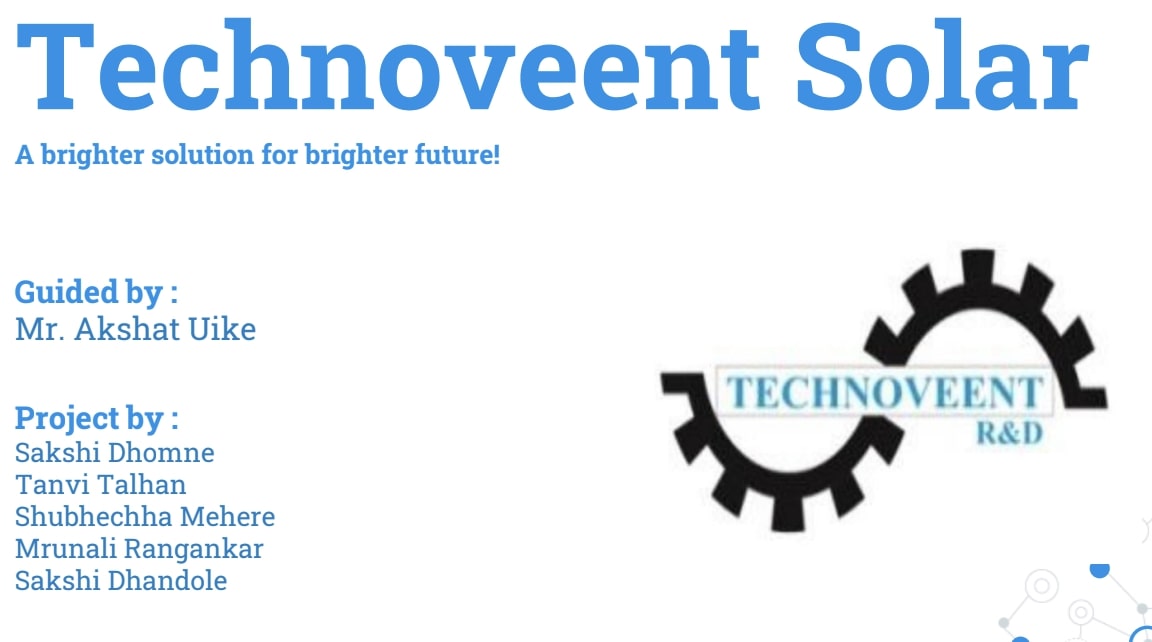 Technoveent Solar
A brighter solution for brighter future!
Guided by :
Mr. Akshat Uike
Project by :
Sakshi Dhomne
Tanvi Talhan
Shubhechha Mehere
Mrunali Rangankar
Sakshi Dhandole
TECHNOVEENT
R&D